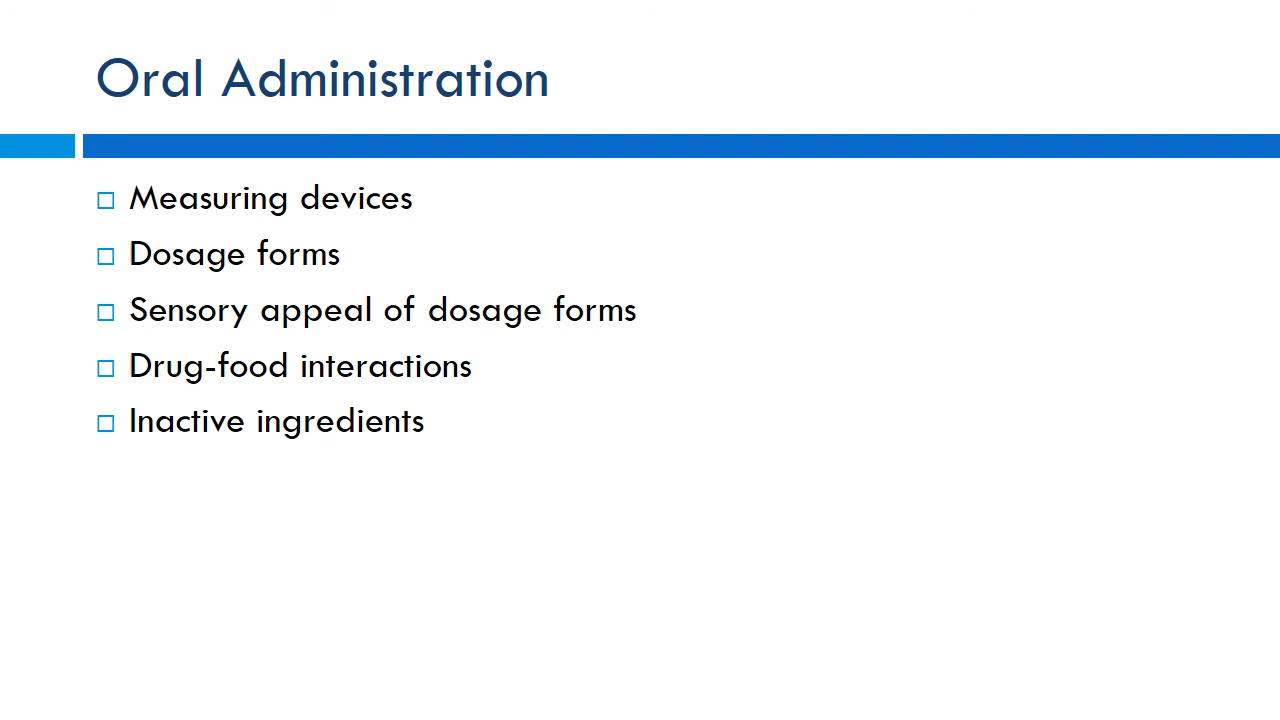 Oral Administration
Measuring devices
Dosage forms
Sensory appeal of dosage forms
Drug-food interactions
Inactive ingredients